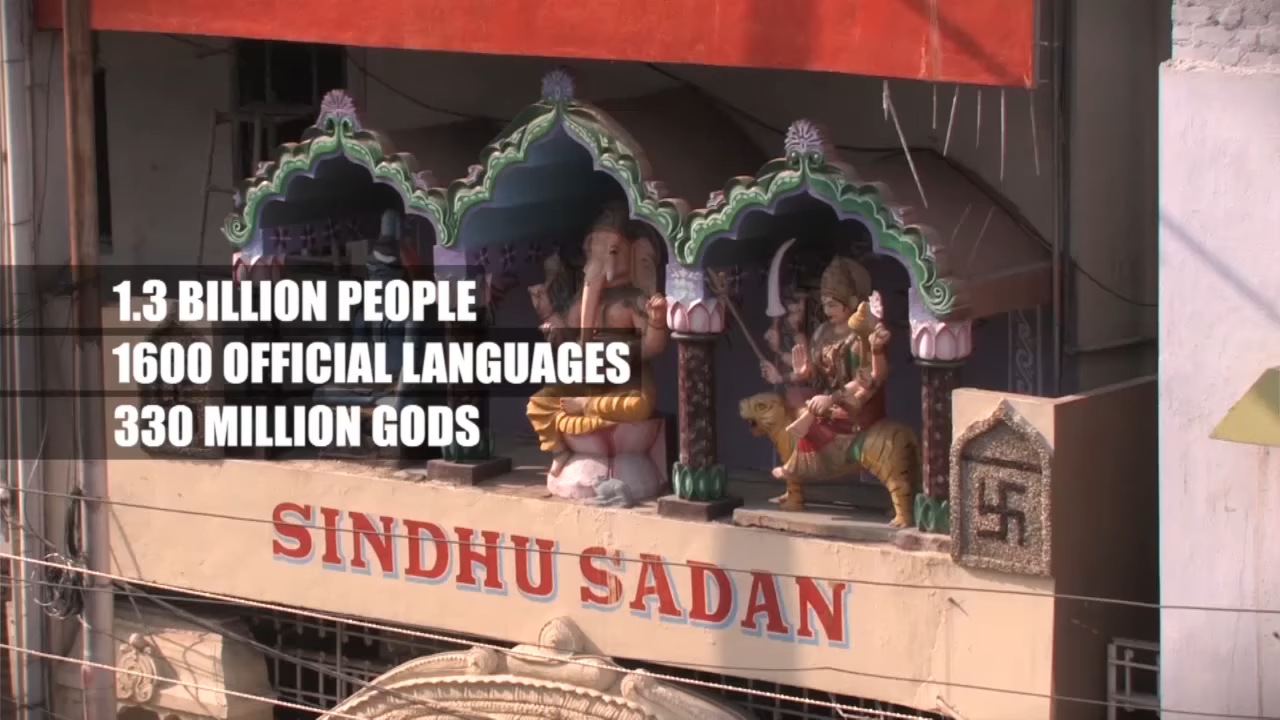 1.3 BILLION PEOPLE
1600 OFFICIAL LANGUAGES
330 MILLION GODS
SINDHU SADAN